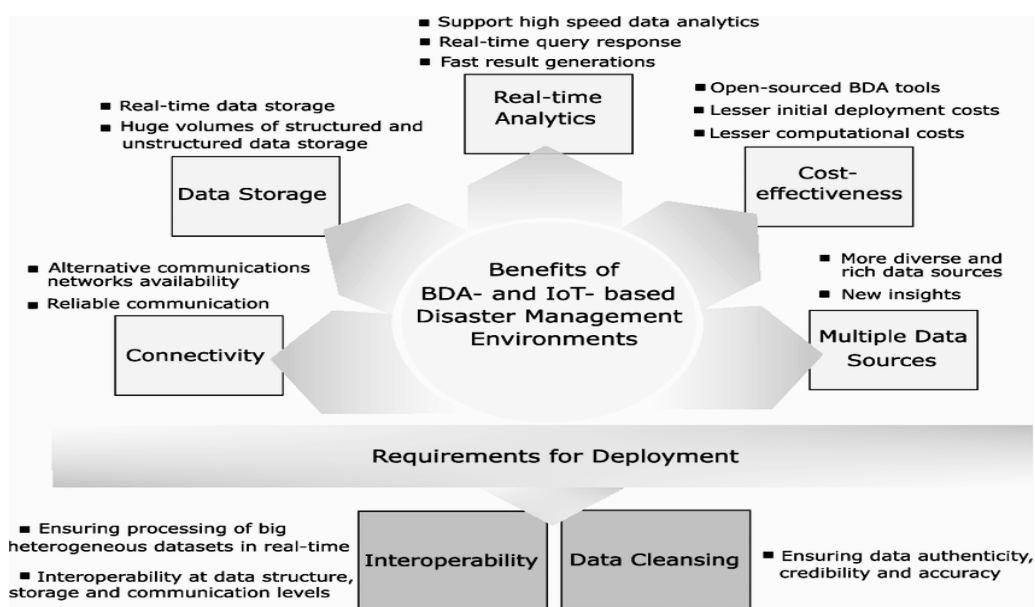 Support high speed data analytics
Real-time query response
Fast result generations
Real-time
Analytics
Open-sourced BDA tools
Lesser initial deployment costs
Lesser computational costs
Cost-
effectiveness
Real-time data storage
Huge volumes of structured and
unstructured data storage
Data Storage
Alternative communications
networks availability
Reliable communication
Connectivity
Benefits of
BDA- and IoT- based
Disaster Management
Environments
More diverse and
rich data sources
New insights
Multiple Data
Sources
Requirements for Deployment
Ensuring processing of big
heterogeneous datasets in real-time
Interoperability at data structure,
storage and communication levels
Interoperability
Data Cleansing
Ensuring data authenticity,
credibility and accuracy